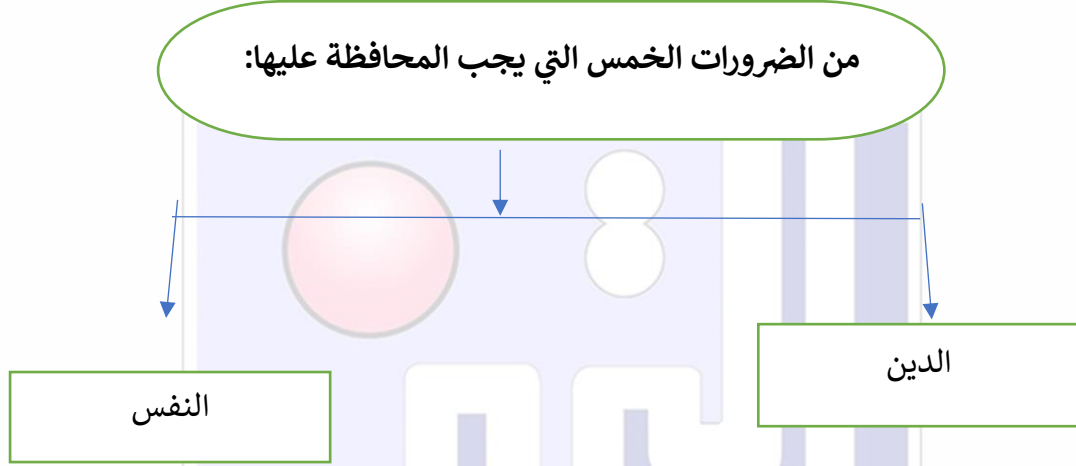 من الضرورات الخمس التي يجب المحافظة عليها:
الدين
النفس